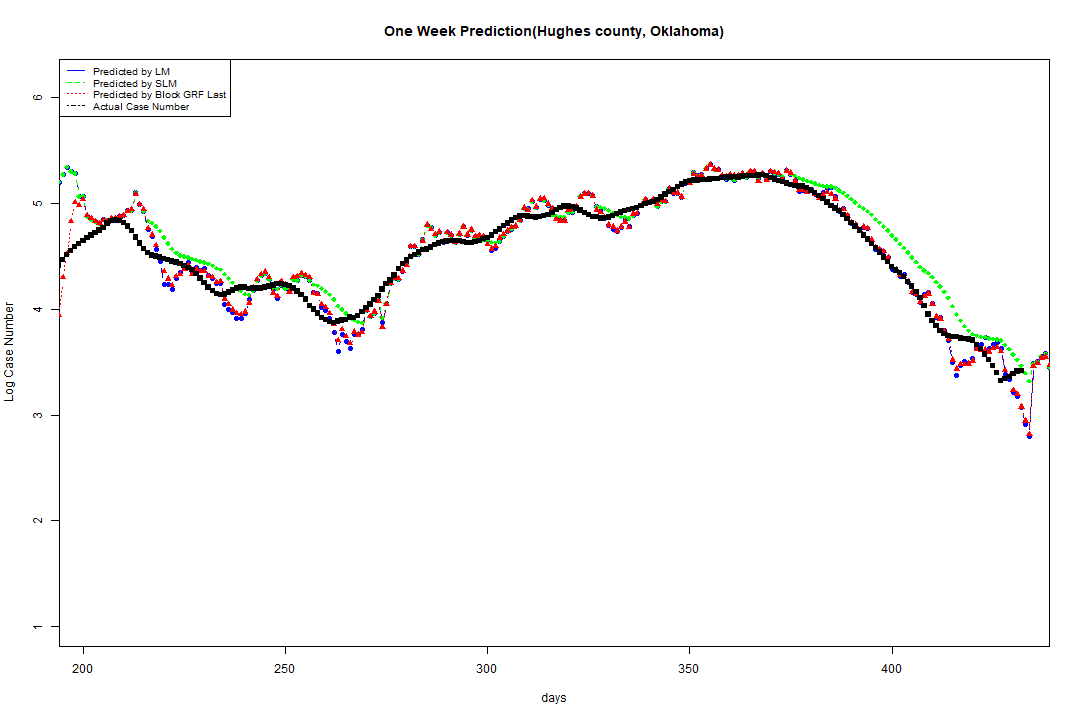 One Week Prediction(Hughes county, Oklahoma)
Predicted by LM
Predicted by SLM
Predicted by Block GRF Last
Actual Case Number
6
5
4
3
2
1
Log Case Number
200
250
300
350
400
days